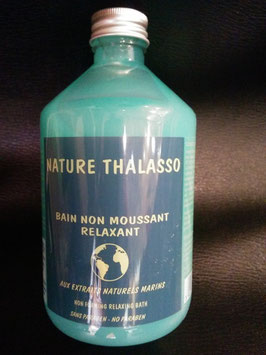 NATURE THALASSO
BAIN NON MOUSSANT
RELAXANT
AUX EXTRAITS NATURELS MARINS
NON FOAMING RELAXING BATH
SANS PARABEN - NO PARABEN